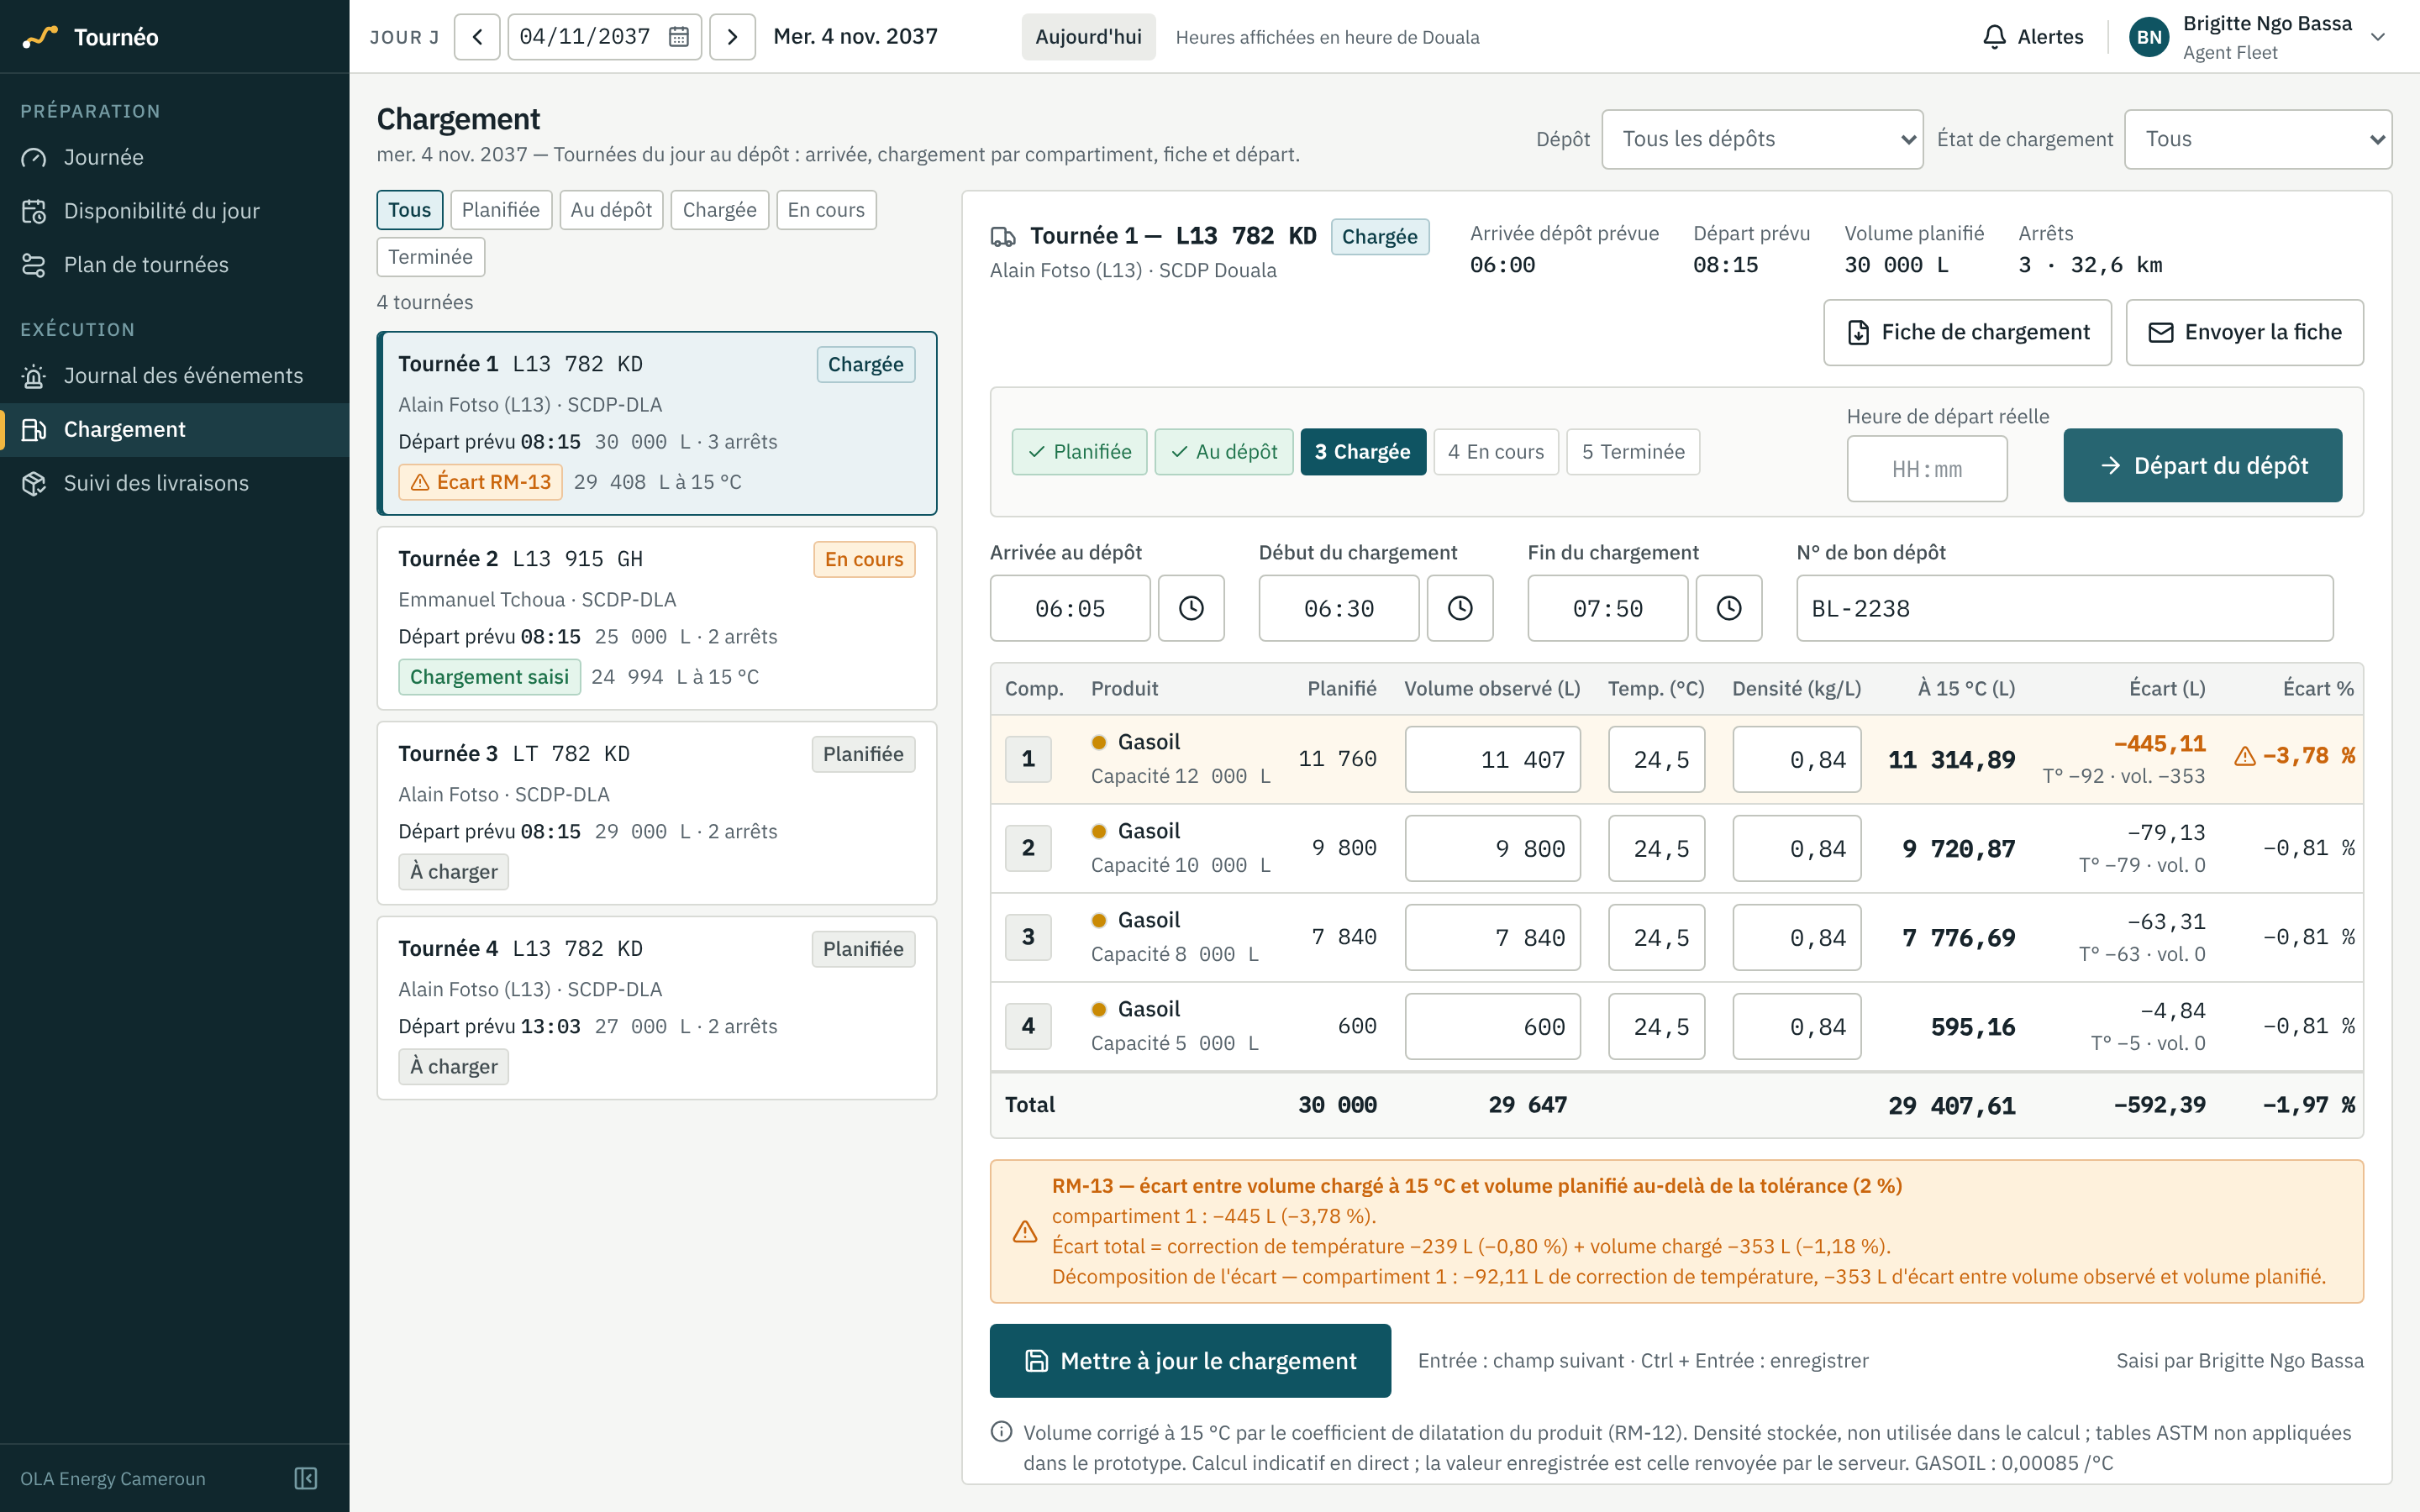 Tournéo
JOUR J
04/11/2037
Mer. 4 nov. 2037
Aujourd'hui
Heures affichées en heure de Douala
Alertes
BN
Brigitte Ngo Bassa
Agent Fleet
PRÉPARATION
Journée
Disponibilité du jour
Plan de tournées
EXÉCUTION
Journal des événements
Chargement
Suivi des livraisons
OLA Energy Cameroun
Chargement
mer. 4 nov. 2037 — Tournées du jour au dépôt : arrivée, chargement par compartiment, fiche et départ.
Dépôt
Tous les dépôts
État de chargement
Tous
Tous
Planifiée
Au dépôt
Chargée
En cours
Terminée
4 tournées
Tournée 1 L13 782 KD
Chargée
Alain Fotso (L13) · SCDP-DLA
Départ prévu 08:15 30 000 L · 3 arrêts
Écart RM-13
29 408 L à 15 °C
Tournée 2 L13 915 GH
En cours
Emmanuel Tchoua · SCDP-DLA
Départ prévu 08:15 25 000 L · 2 arrêts
Chargement saisi
24 994 L à 15 °C
Tournée 3 LT 782 KD
Planifiée
Alain Fotso · SCDP-DLA
Départ prévu 08:15 29 000 L · 2 arrêts
À charger
Tournée 4 L13 782 KD
Planifiée
Alain Fotso (L13) · SCDP-DLA
Départ prévu 13:03 27 000 L · 2 arrêts
À charger
Tournée 1 — L13 782 KD
Chargée
Alain Fotso (L13) · SCDP Douala
Arrivée dépôt prévue
06:00
Départ prévu
08:15
Volume planifié
30 000 L
Arrêts
3 · 32,6 km
Fiche de chargement
Envoyer la fiche
Planifiée
Au dépôt
3 Chargée
4 En cours
5 Terminée
Heure de départ réelle
HH:mm
Départ du dépôt
Arrivée au dépôt
06:05
Début du chargement
06:30
Fin du chargement
07:50
N° de bon dépôt
BL-2238
Comp. Produit Planifié Volume observé (L) Temp. (°C) Densité (kg/L) À 15 °C (L) Écart (L) Écart %
1 Gasoil 11 760 11 407 24,5 0,84 11 314,89 −445,11 −3,78 %
Capacité 12 000 L T° −92 · vol. −353
2 Gasoil 9 800 9 800 24,5 0,84 9 720,87 −79,13 −0,81 %
Capacité 10 000 L T° −79 · vol. 0
3 Gasoil 7 840 7 840 24,5 0,84 7 776,69 −63,31 −0,81 %
Capacité 8 000 L T° −63 · vol. 0
4 Gasoil 600 600 24,5 0,84 595,16 −4,84 −0,81 %
Capacité 5 000 L T° −5 · vol. 0
Total 30 000 29 647 29 407,61 −592,39 −1,97 %
RM-13 — écart entre volume chargé à 15 °C et volume planifié au-delà de la tolérance (2 %)
compartiment 1 : −445 L (−3,78 %).
Écart total = correction de température −239 L (−0,80 %) + volume chargé −353 L (−1,18 %).
Décomposition de l'écart — compartiment 1 : −92,11 L de correction de température, −353 L d'écart entre volume observé et volume planifié.
Mettre à jour le chargement
Entrée : champ suivant · Ctrl + Entrée : enregistrer
Saisi par Brigitte Ngo Bassa
Volume corrigé à 15 °C par le coefficient de dilatation du produit (RM-12). Densité stockée, non utilisée dans le calcul ; tables ASTM non appliquées
dans le prototype. Calcul indicatif en direct ; la valeur enregistrée est celle renvoyée par le serveur. GASOIL : 0,00085 /°C